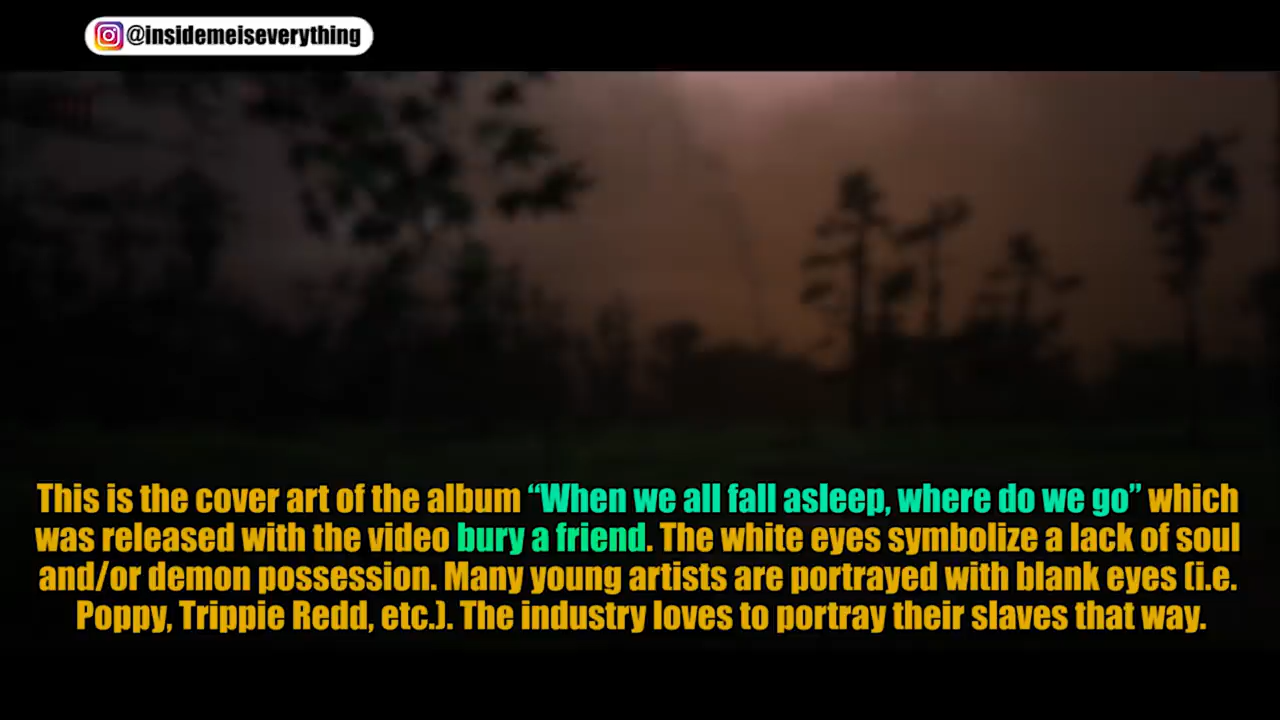 @insidemeiseverything
This is the cover art of the album “When we all fall asleep, where do we go” which
was released with the video bury a friend. The white eyes symbolize a lack of soul
and/or demon possession. Many young artists are portrayed with blank eyes (i.e.
Poppy, Trippie Redd, etc.). The industry loves to portray their slaves that way.